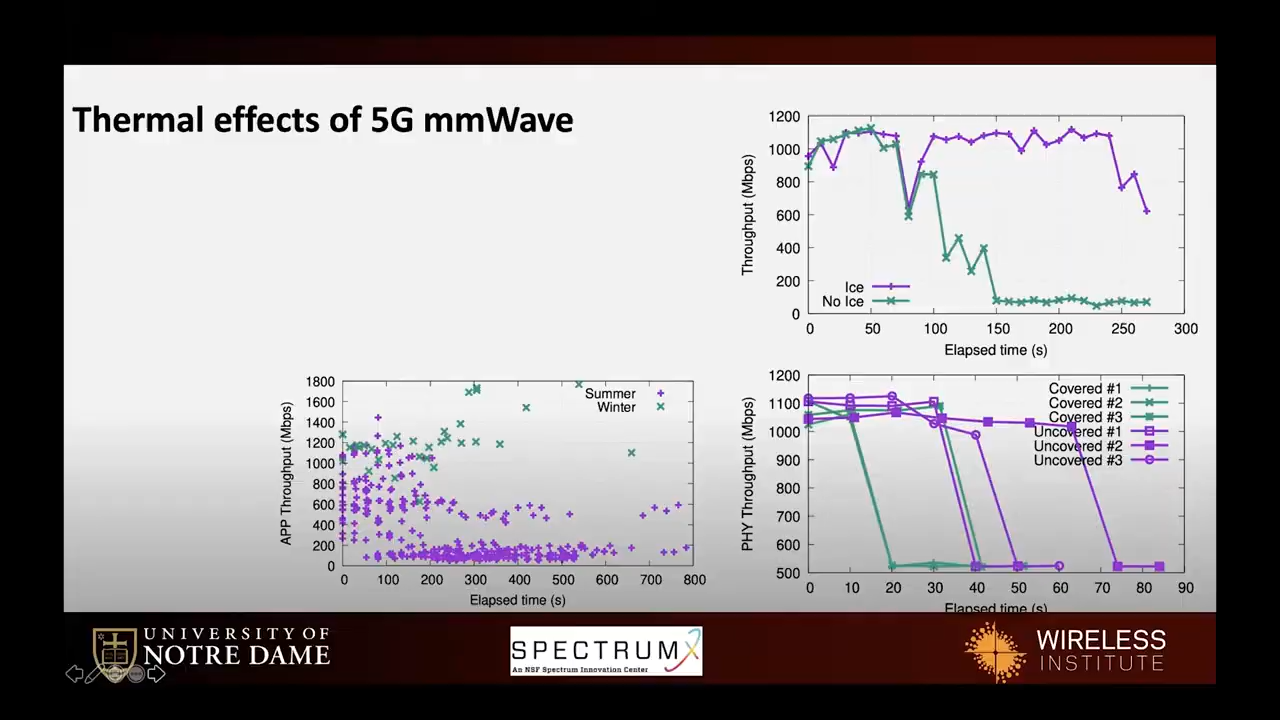 Thermal effects of 5G mmWave
1200
1000
800
600
400
200
0
Throughput (Mbps)
Ice
No Ice
0 50 100 150 200 250 300
Elapsed time (s)
1800
1600
1400
1200
1000
800
600
400
200
0
APP Throughput (Mbps)
Summer
Winter
0 100 200 300 400 500 600 700 800
Elapsed time (s)
1200
1100
1000
900
800
700
600
500
PHY Throughput (Mbps)
Covered #1
Covered #2
Covered #3
Uncovered #1
Uncovered #2
Uncovered #3
0 10 20 30 40 50 60 70 80 90
Elapsed time (s)
UNIVERSITY OF
NOTRE DAME
SPECTRUMX
An NSF Spectrum Innovation Center
WIRELESS
INSTITUTE